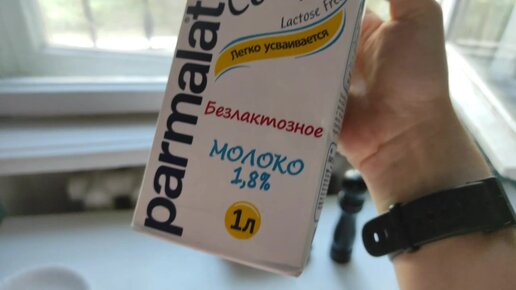 parmalat
Lactose Free
Легко усваивается
Безлактозное
МОЛОКО
1,8%
1л